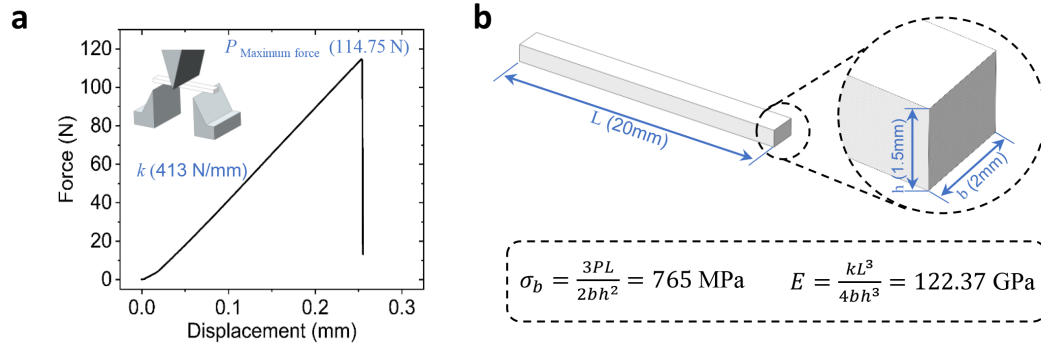 a
P Maximum force (114.75 N)
k (413 N/mm)
Force (N)
120
100
80
60
40
20
0
0.0 0.1 0.2 0.3
Displacement (mm)
b
L (20mm)
h (1.5mm)
b (2mm)
σ_b = 3PL/2bh² = 765 MPa
E = kL³/4bh³ = 122.37 GPa